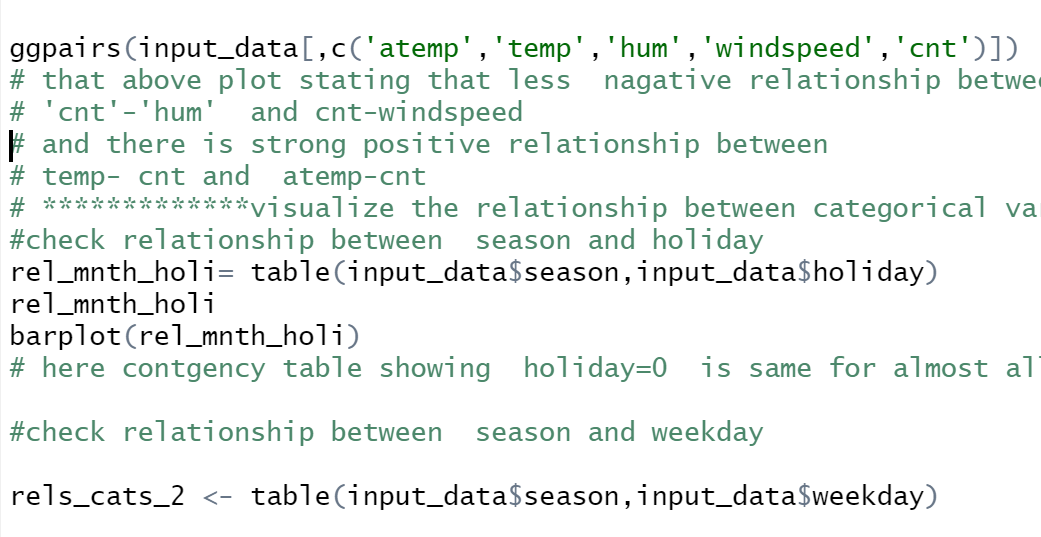 ggpairs(input_data[,c('atemp','temp','hum','windspeed','cnt')])
# that above plot stating that less  nagative relationship betwe
# 'cnt'-'hum'  and cnt-windspeed
# and there is strong positive relationship between
# temp- cnt and  atemp-cnt
# *************visualize the relationship between categorical va
#check relationship between  season and holiday
rel_mnth_holi= table(input_data$season,input_data$holiday)
rel_mnth_holi
barplot(rel_mnth_holi)
# here contgency table showing  holiday=0  is same for almost al
#check relationship between  season and weekday
rels_cats_2 <- table(input_data$season,input_data$weekday)